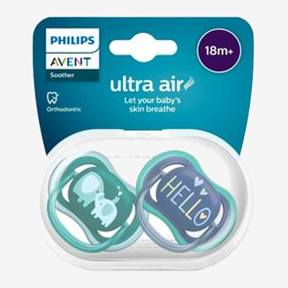 PHILIPS
AVENT
Soother
Orthodontic
18m+
ultra air
Let your baby's
skin breathe
HELLO